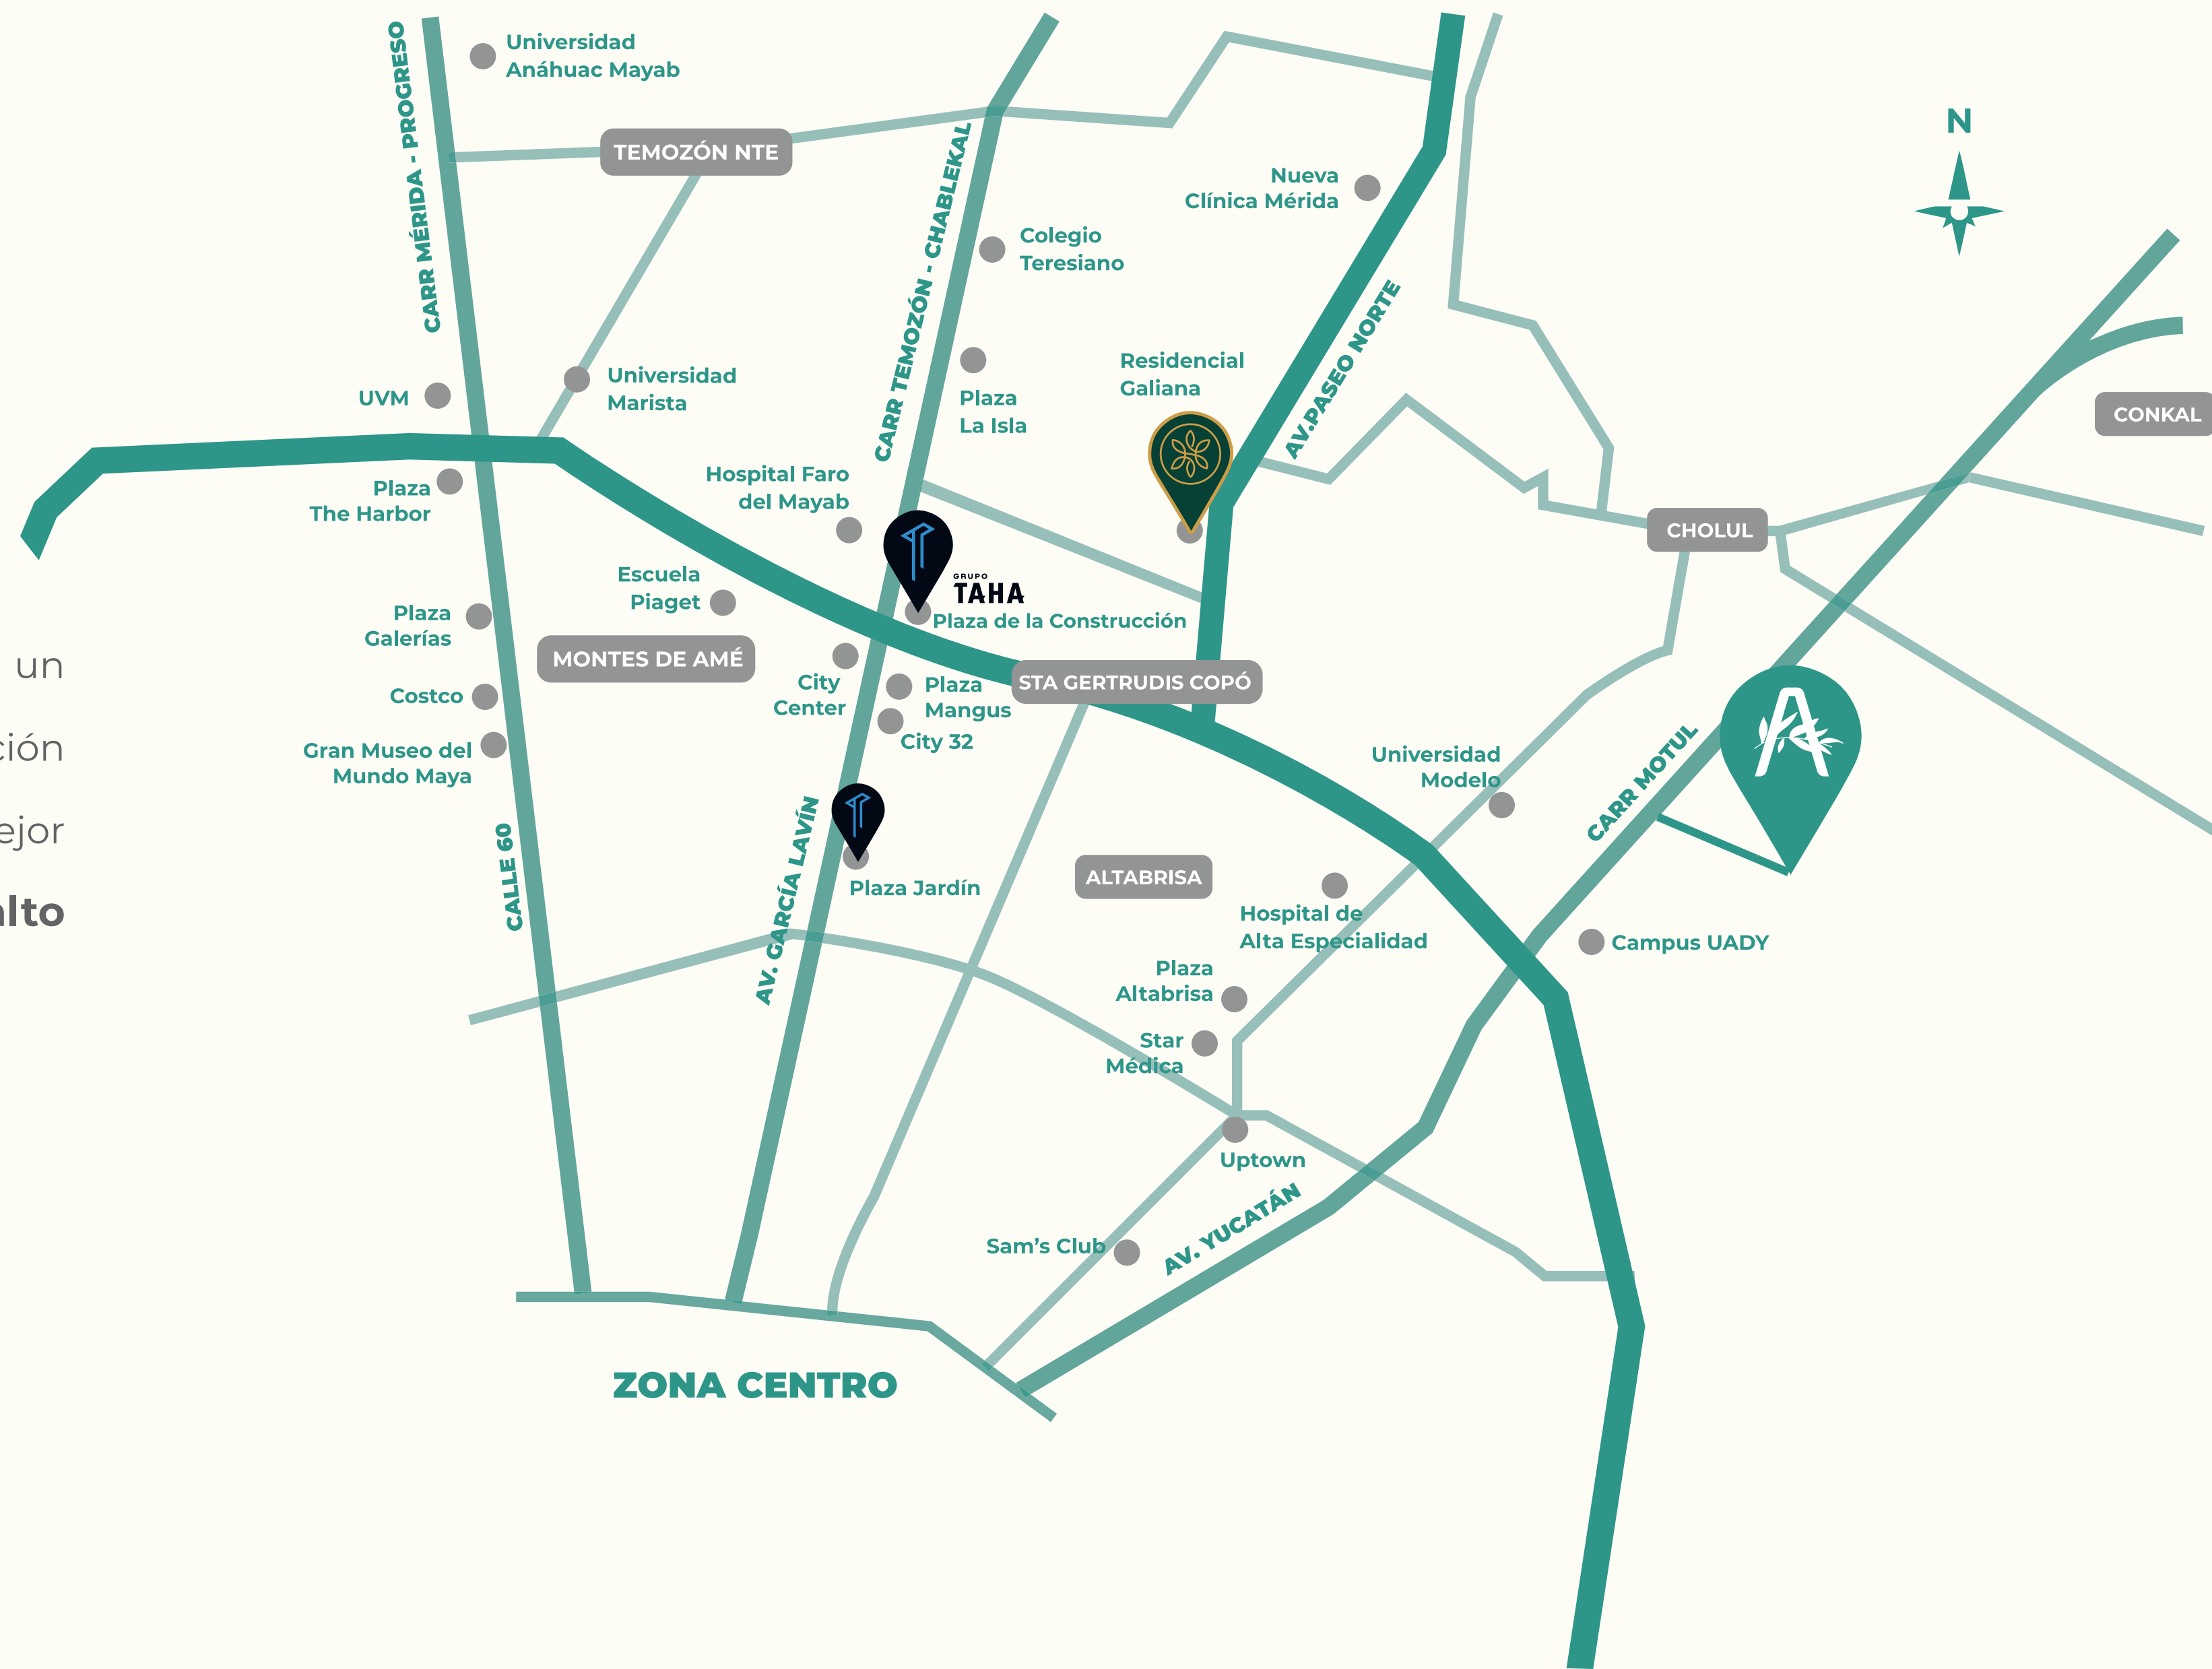 CARR MÉRIDA - PROGRESO
Universidad
Anáhuac Mayab
TEMOZÓN NTE
CARR TEMOZÓN - CHABLEKAL
Nueva
Clínica Mérida
N
Colegio
Teresiano
AV.PASEO NORTE
Residencial
Galiana
UVM
Universidad
Marista
Plaza
La Isla
CONKAL
Plaza
The Harbor
Hospital Faro
del Mayab
CHOLUL
Escuela
Piaget
GRUPO
TAHA
Plaza de la Construcción
Plaza
Galerías
MONTES DE AMÉ
STA GERTRUDIS COPÓ
un
City
Center
Plaza
Mangus
City 32
Costco
Gran Museo del
Mundo Maya
ción
Universidad
Modelo
CARR MOTUL
A
ejor
CALLE 60
AV. GARCÍA LAVÍN
Plaza Jardín
ALTABRISA
alto
Hospital de
Alta Especialidad
Campus UADY
Plaza
Altabrisa
Star
Médica
Uptown
Sam's Club
AV. YUCATÁN
ZONA CENTRO